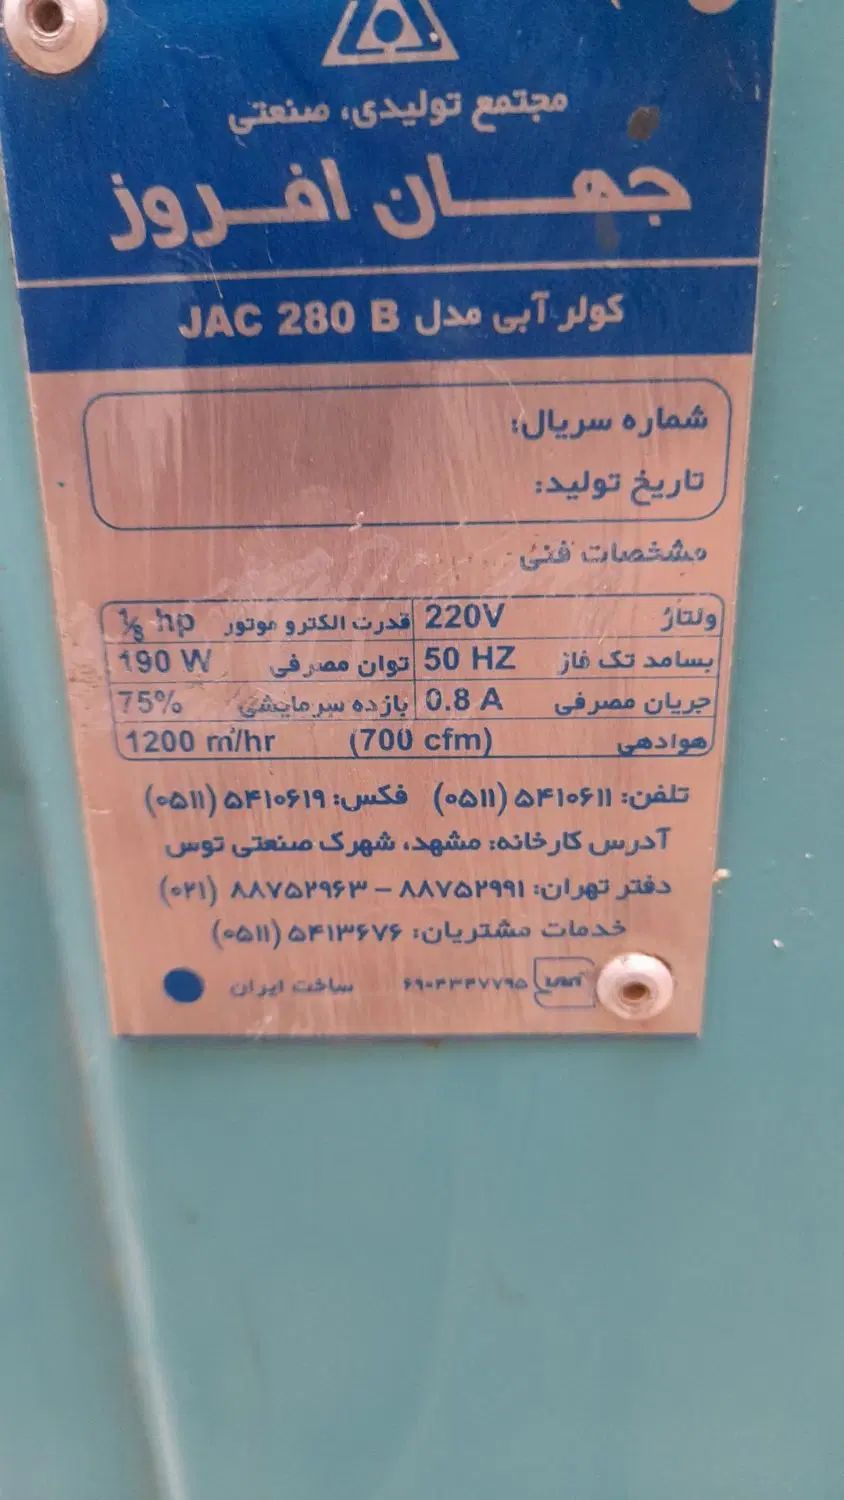 مجتمع تولیدی، صنعتی
جهان افروز
کولر آبی مدل JAC 280 B
شماره سریال:
تاریخ تولید:
مشخصات فنی
ولتاژ 220V قدرت الکترو موتور 1/8 hp
بسامد تک فاز 50 HZ توان مصرفی 190 W
جریان مصرفی 0.8 A بازده سرمایشی 75%
هوادهی (700 cfm) 1200 m³/hr
تلفن: ۵۴۱۰۶۱۱ (۰۵۱۱) فکس: ۵۴۱۰۶۱۹ (۰۵۱۱)
آدرس کارخانه: مشهد، شهرک صنعتی توس
دفتر تهران: ۸۸۷۵۲۹۹۱ – ۸۸۷۵۲۹۶۳ (۰۲۱)
خدمات مشتریان: ۵۴۱۳۶۷۶ (۰۵۱۱)
ساخت ایران